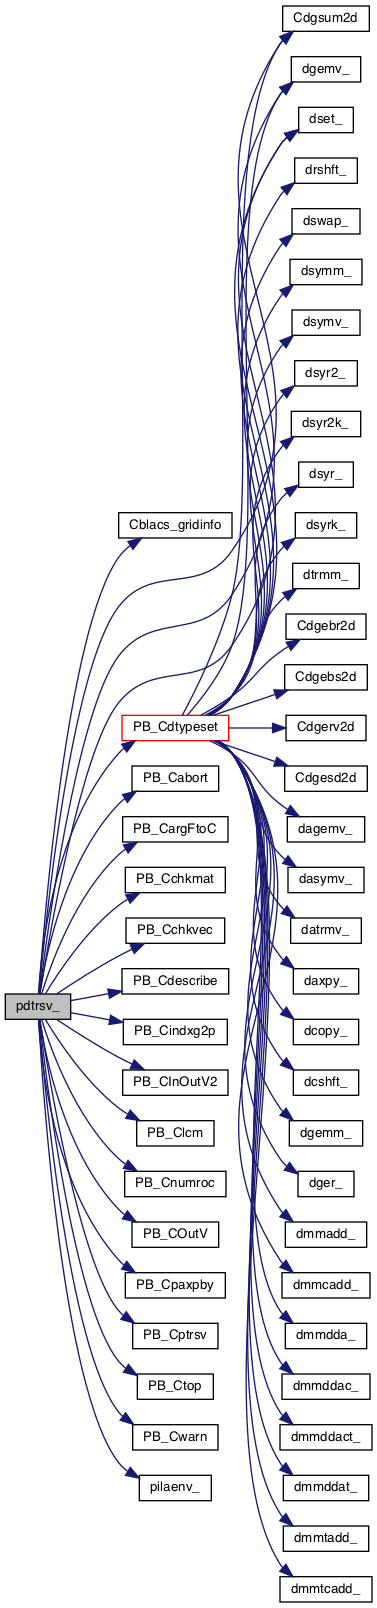 Cdgsum2d
dgemv_
dset_
drshft_
dswap_
dsymm_
dsymv_
dsyr2_
dsyr2k_
dsyr_
Cblacs_gridinfo
dsyrk_
dtrmm_
Cdgebr2d
Cdgebs2d
PB_Cdtypeset
Cdgerv2d
PB_Cabort
Cdgesd2d
PB_CargFtoC
dagemv_
PB_Cchkmat
dasymv_
PB_Cchkvec
datrmv_
PB_Cdescribe
daxpy_
pdtrsv_
PB_Cindxg2p
dcopy_
PB_CInOutV2
dcshft_
PB_Clcm
dgemm_
PB_Cnumroc
dger_
PB_COutV
dmmadd_
PB_Cpaxpby
dmmcadd_
PB_Cptrsv
dmmdda_
PB_Ctop
dmmddac_
PB_Cwarn
dmmddact_
pilaenv_
dmmddat_
dmmtadd_
dmmtcadd_